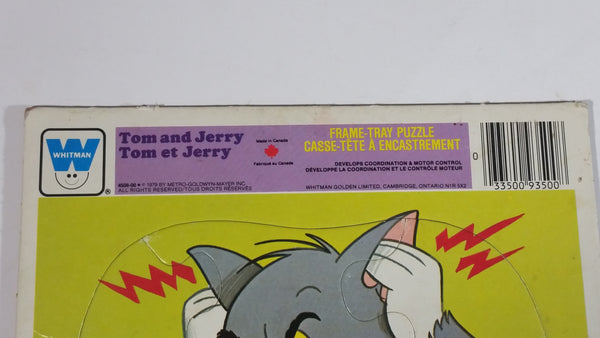 WHITMAN
®
Tom and Jerry
Tom et Jerry
4508-00 • © 1979 BY METRO-GOLDWYN-MAYER INC.
ALL RIGHTS RESERVED/TOUS DROITS RÉSERVÉS
Made in Canada
Fabriqué au Canada
FRAME-TRAY PUZZLE
CASSE-TÊTE À ENCASTREMENT
DEVELOPS COORDINATION & MOTOR CONTROL
DÉVELOPPE LA COORDINATION ET LE CONTRÔLE MOTEUR
WHITMAN GOLDEN LIMITED, CAMBRIDGE, ONTARIO N1R 5X2
0 33500 93500